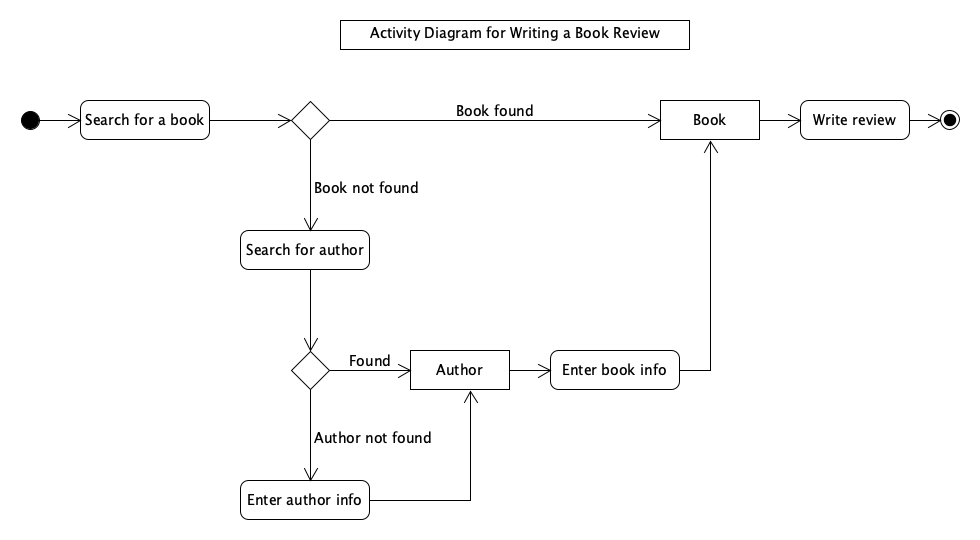 Activity Diagram for Writing a Book Review
Search for a book
Book found
Book
Write review
Book not found
Search for author
Found
Author
Enter book info
Author not found
Enter author info